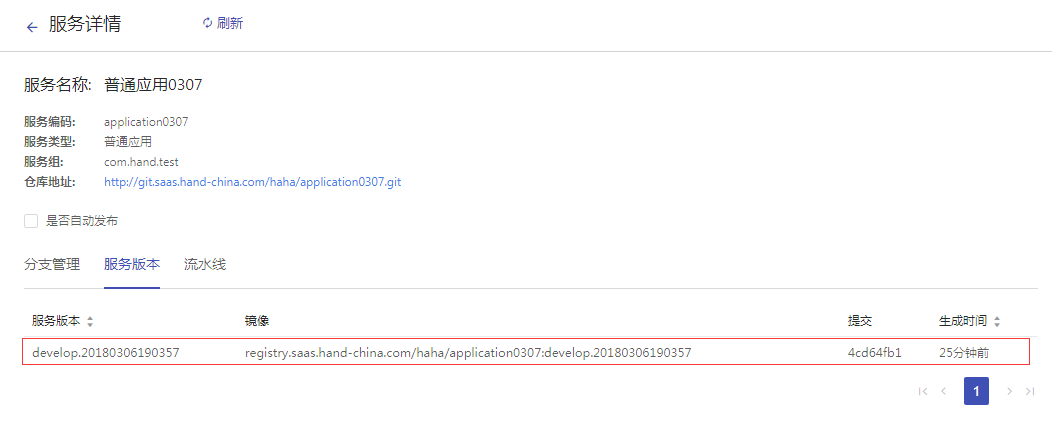 服务详情 刷新
服务名称: 普通应用0307
服务编码: application0307
服务类型: 普通应用
服务组: com.hand.test
仓库地址: http://git.saas.hand-china.com/haha/application0307.git
是否自动发布
分支管理 服务版本 流水线
服务版本 镜像 提交 生成时间
develop.20180306190357 registry.saas.hand-china.com/haha/application0307:develop.20180306190357 4cd64fb1 25分钟前
1